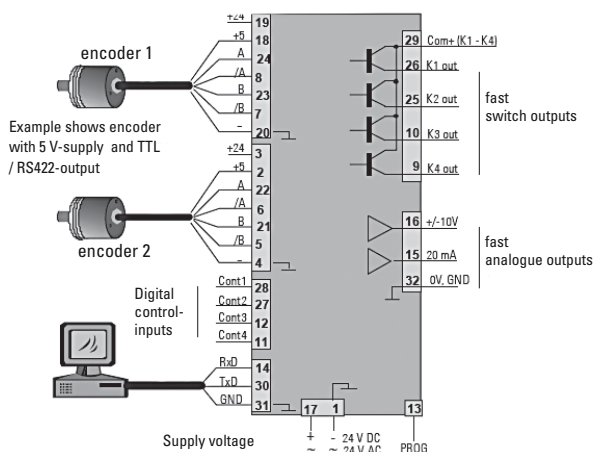 +24 19
+5 18
encoder 1
A 24
/A 8
B 23
/B 7
- 20
Example shows encoder
with 5 V-supply and TTL
/ RS422-output
+24 3
+5 2
A 22
/A 6
B 21
/B 5
- 4
encoder 2
Cont1 28
Cont2 27
Cont3 12
Cont4 11
Digital
control-
inputs
RxD 14
TxD 30
GND 31
29 Com+ (K1 - K4)
26 K1 out
25 K2 out
10 K3 out
9 K4 out
fast
switch outputs
16 +/-10V
15 20 mA
32 0V, GND
fast
analogue outputs
17 1 13
Supply voltage
+ - 24 V DC
~ ~ 24 V AC
PROG